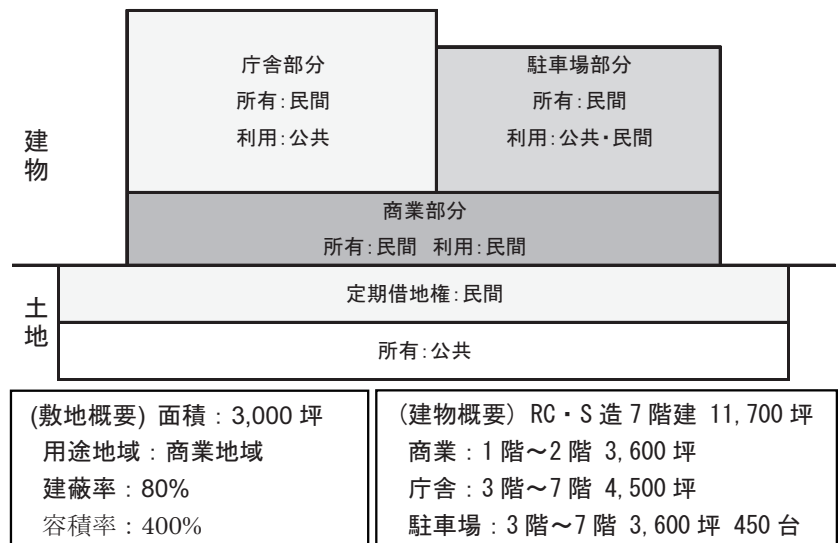 庁舎部分
所有:民間
利用:公共
駐車場部分
所有:民間
利用:公共・民間
建物
商業部分
所有:民間 利用:民間
土地
定期借地権:民間
所有:公共
(敷地概要) 面積:3,000 坪
用途地域:商業地域
建蔽率:80%
容積率:400%
(建物概要) RC・S 造 7 階建 11,700 坪
商業:1 階～2 階 3,600 坪
庁舎:3 階～7 階 4,500 坪
駐車場:3 階～7 階 3,600 坪 450 台